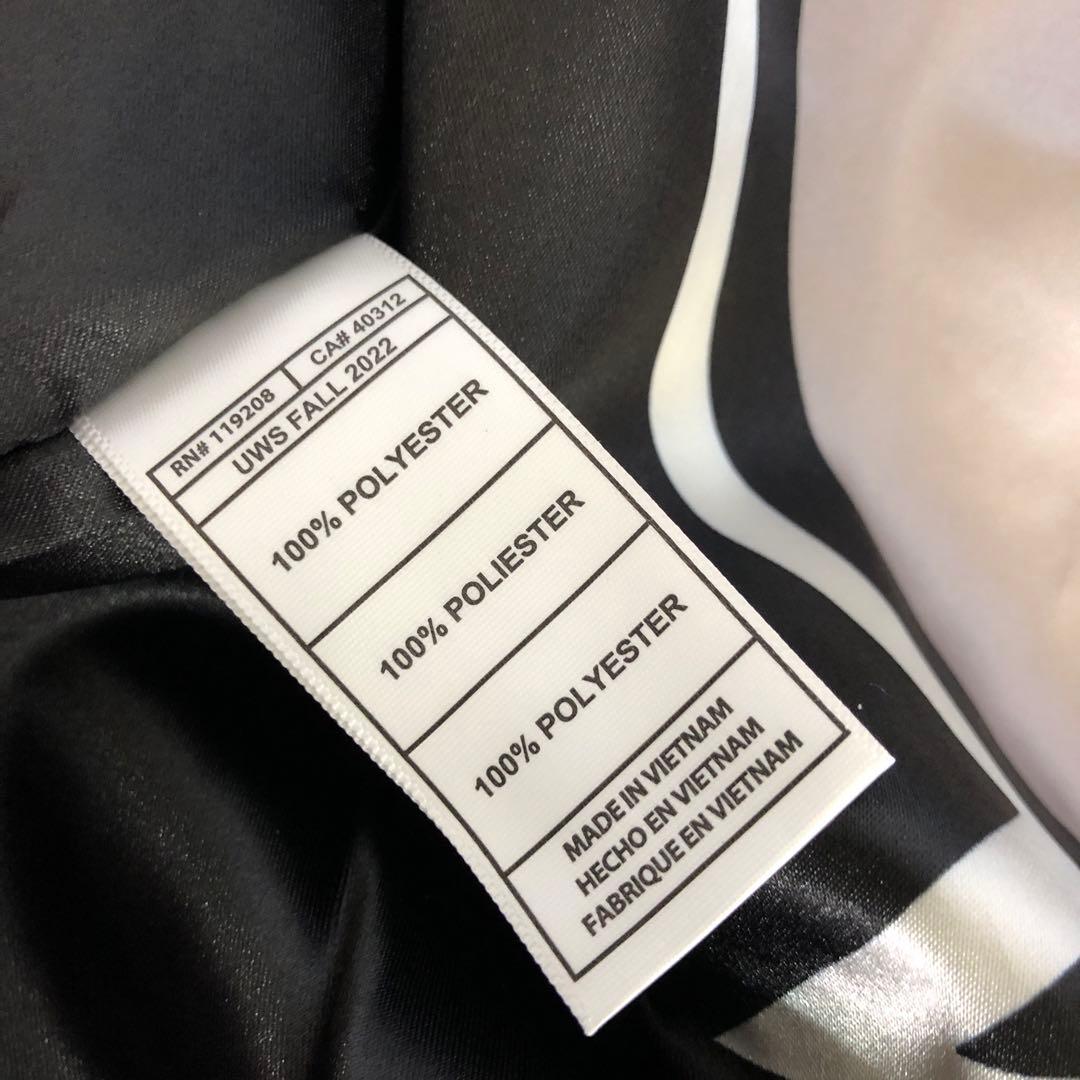 RN# 119208 CA# 40312
UWS FALL 2022
100% POLYESTER
100% POLIESTER
100% POLYESTER
MADE IN VIETNAM
HECHO EN VIETNAM
FABRIQUE EN VIETNAM